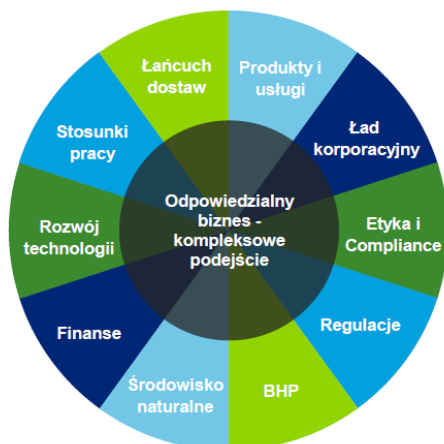 Łańcuch
dostaw
Produkty i
usługi
Ład
korporacyjny
Etyka i
Compliance
Regulacje
BHP
Środowisko
naturalne
Finanse
Rozwój
technologii
Stosunki
pracy
Odpowiedzialny
biznes -
kompleksowe
podejście